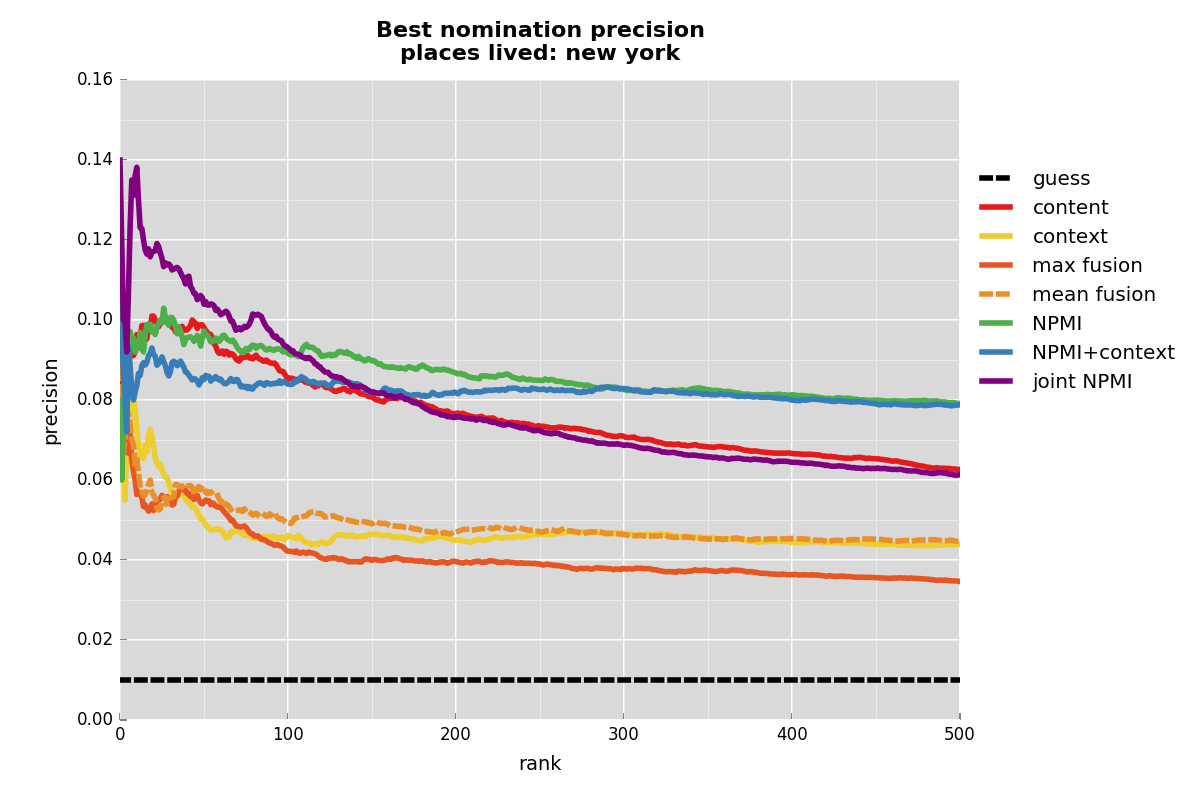 Best nomination precision
places lived: new york
precision
0.16
0.14
0.12
0.10
0.08
0.06
0.04
0.02
0.00
0
100
200
300
400
500
rank
guess
content
context
max fusion
mean fusion
NPMI
NPMI+context
joint NPMI